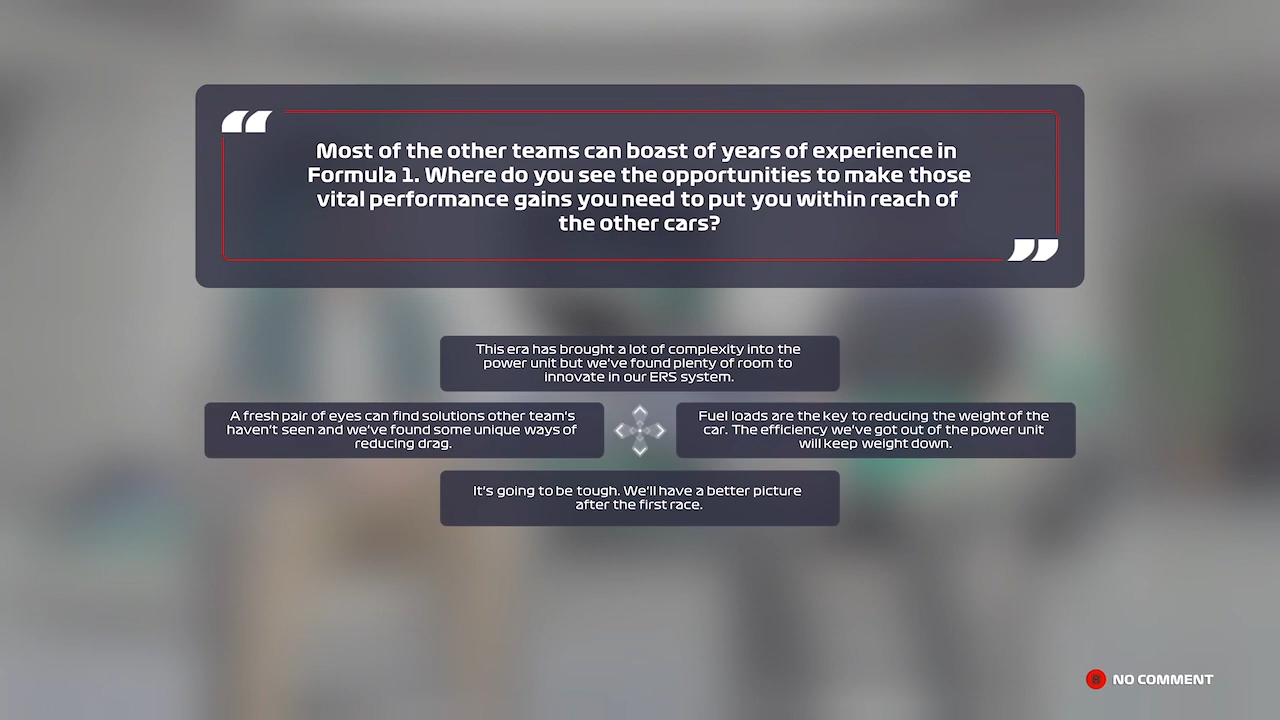 Most of the other teams can boast of years of experience in
Formula 1. Where do you see the opportunities to make those
vital performance gains you need to put you within reach of
the other cars?
This era has brought a lot of complexity into the
power unit but we've found plenty of room to
innovate in our ERS system.
A fresh pair of eyes can find solutions other team's
haven't seen and we've found some unique ways of
reducing drag.
Fuel loads are the key to reducing the weight of the
car. The efficiency we've got out of the power unit
will keep weight down.
It's going to be tough. We'll have a better picture
after the first race.
B NO COMMENT